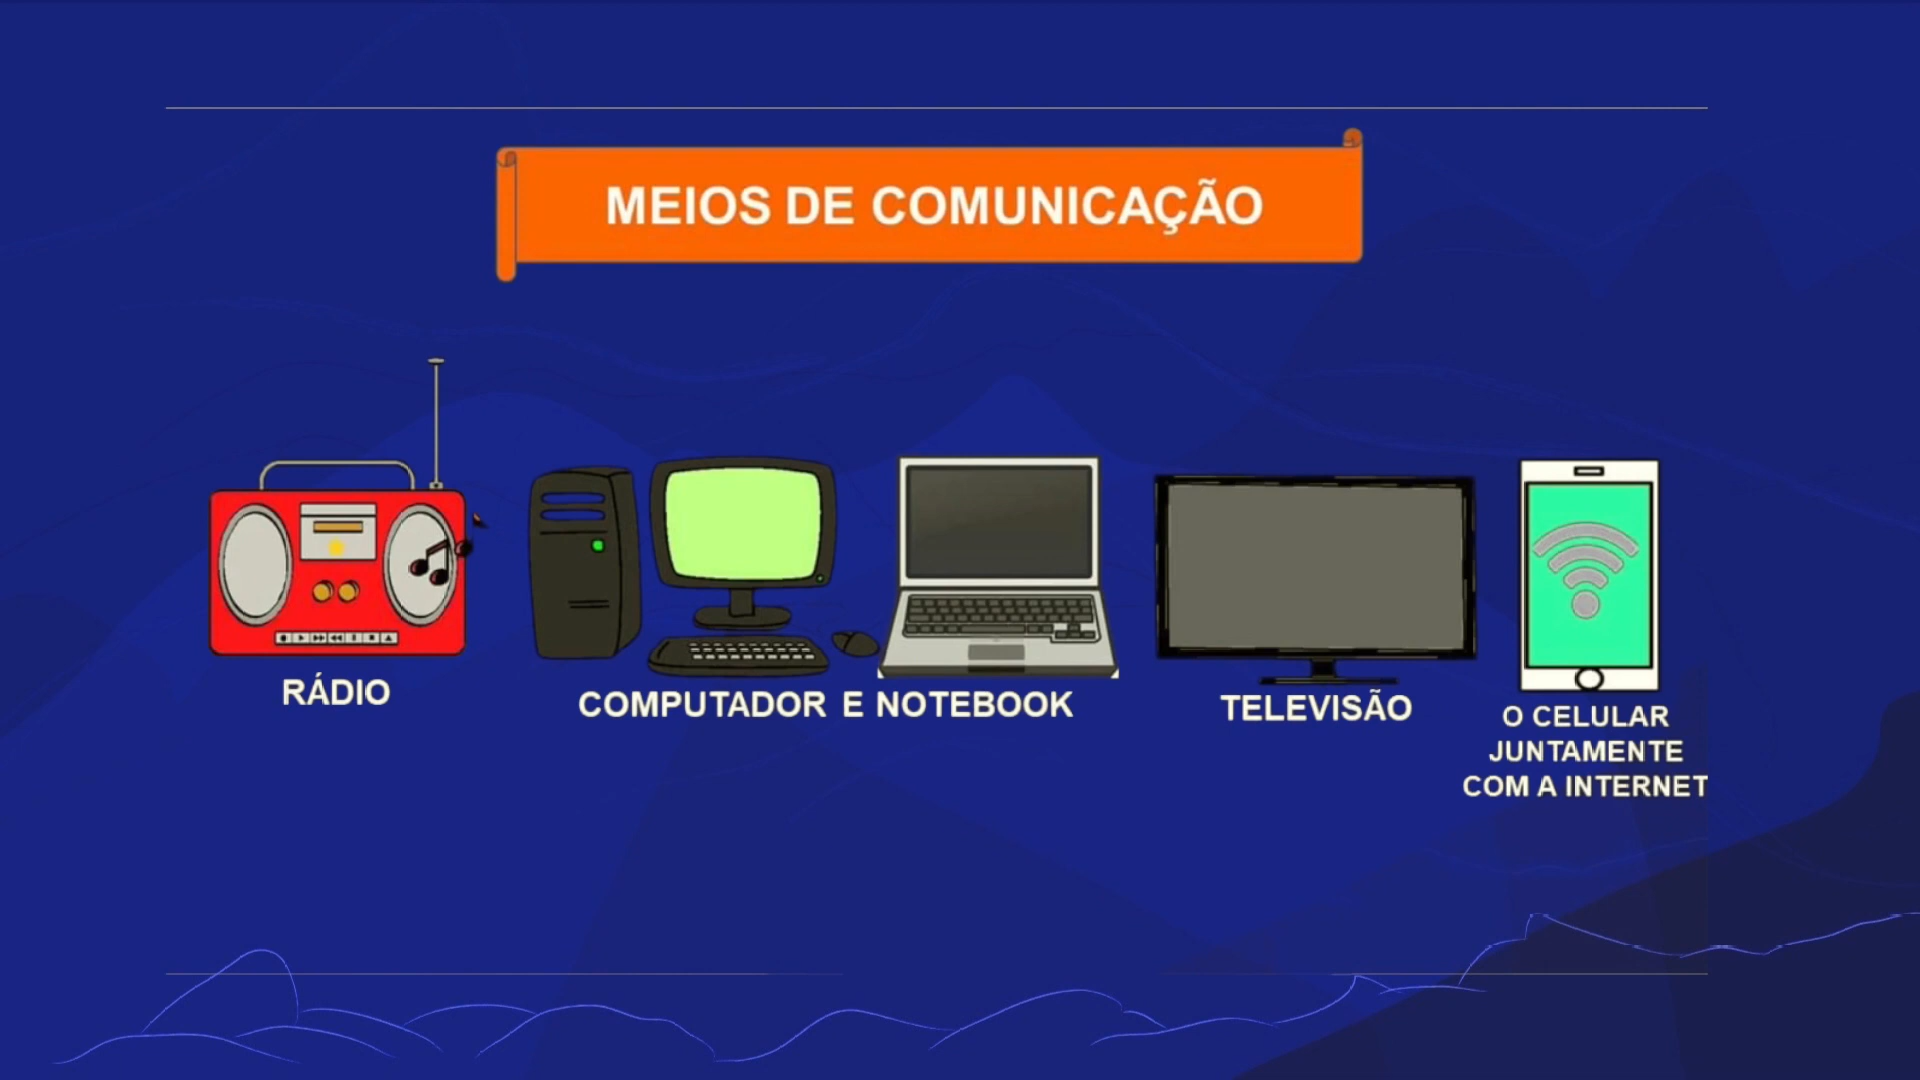 MEIOS DE COMUNICAÇÃO
RÁDIO
COMPUTADOR E NOTEBOOK
TELEVISÃO
O CELULAR
JUNTAMENTE
COM A INTERNET